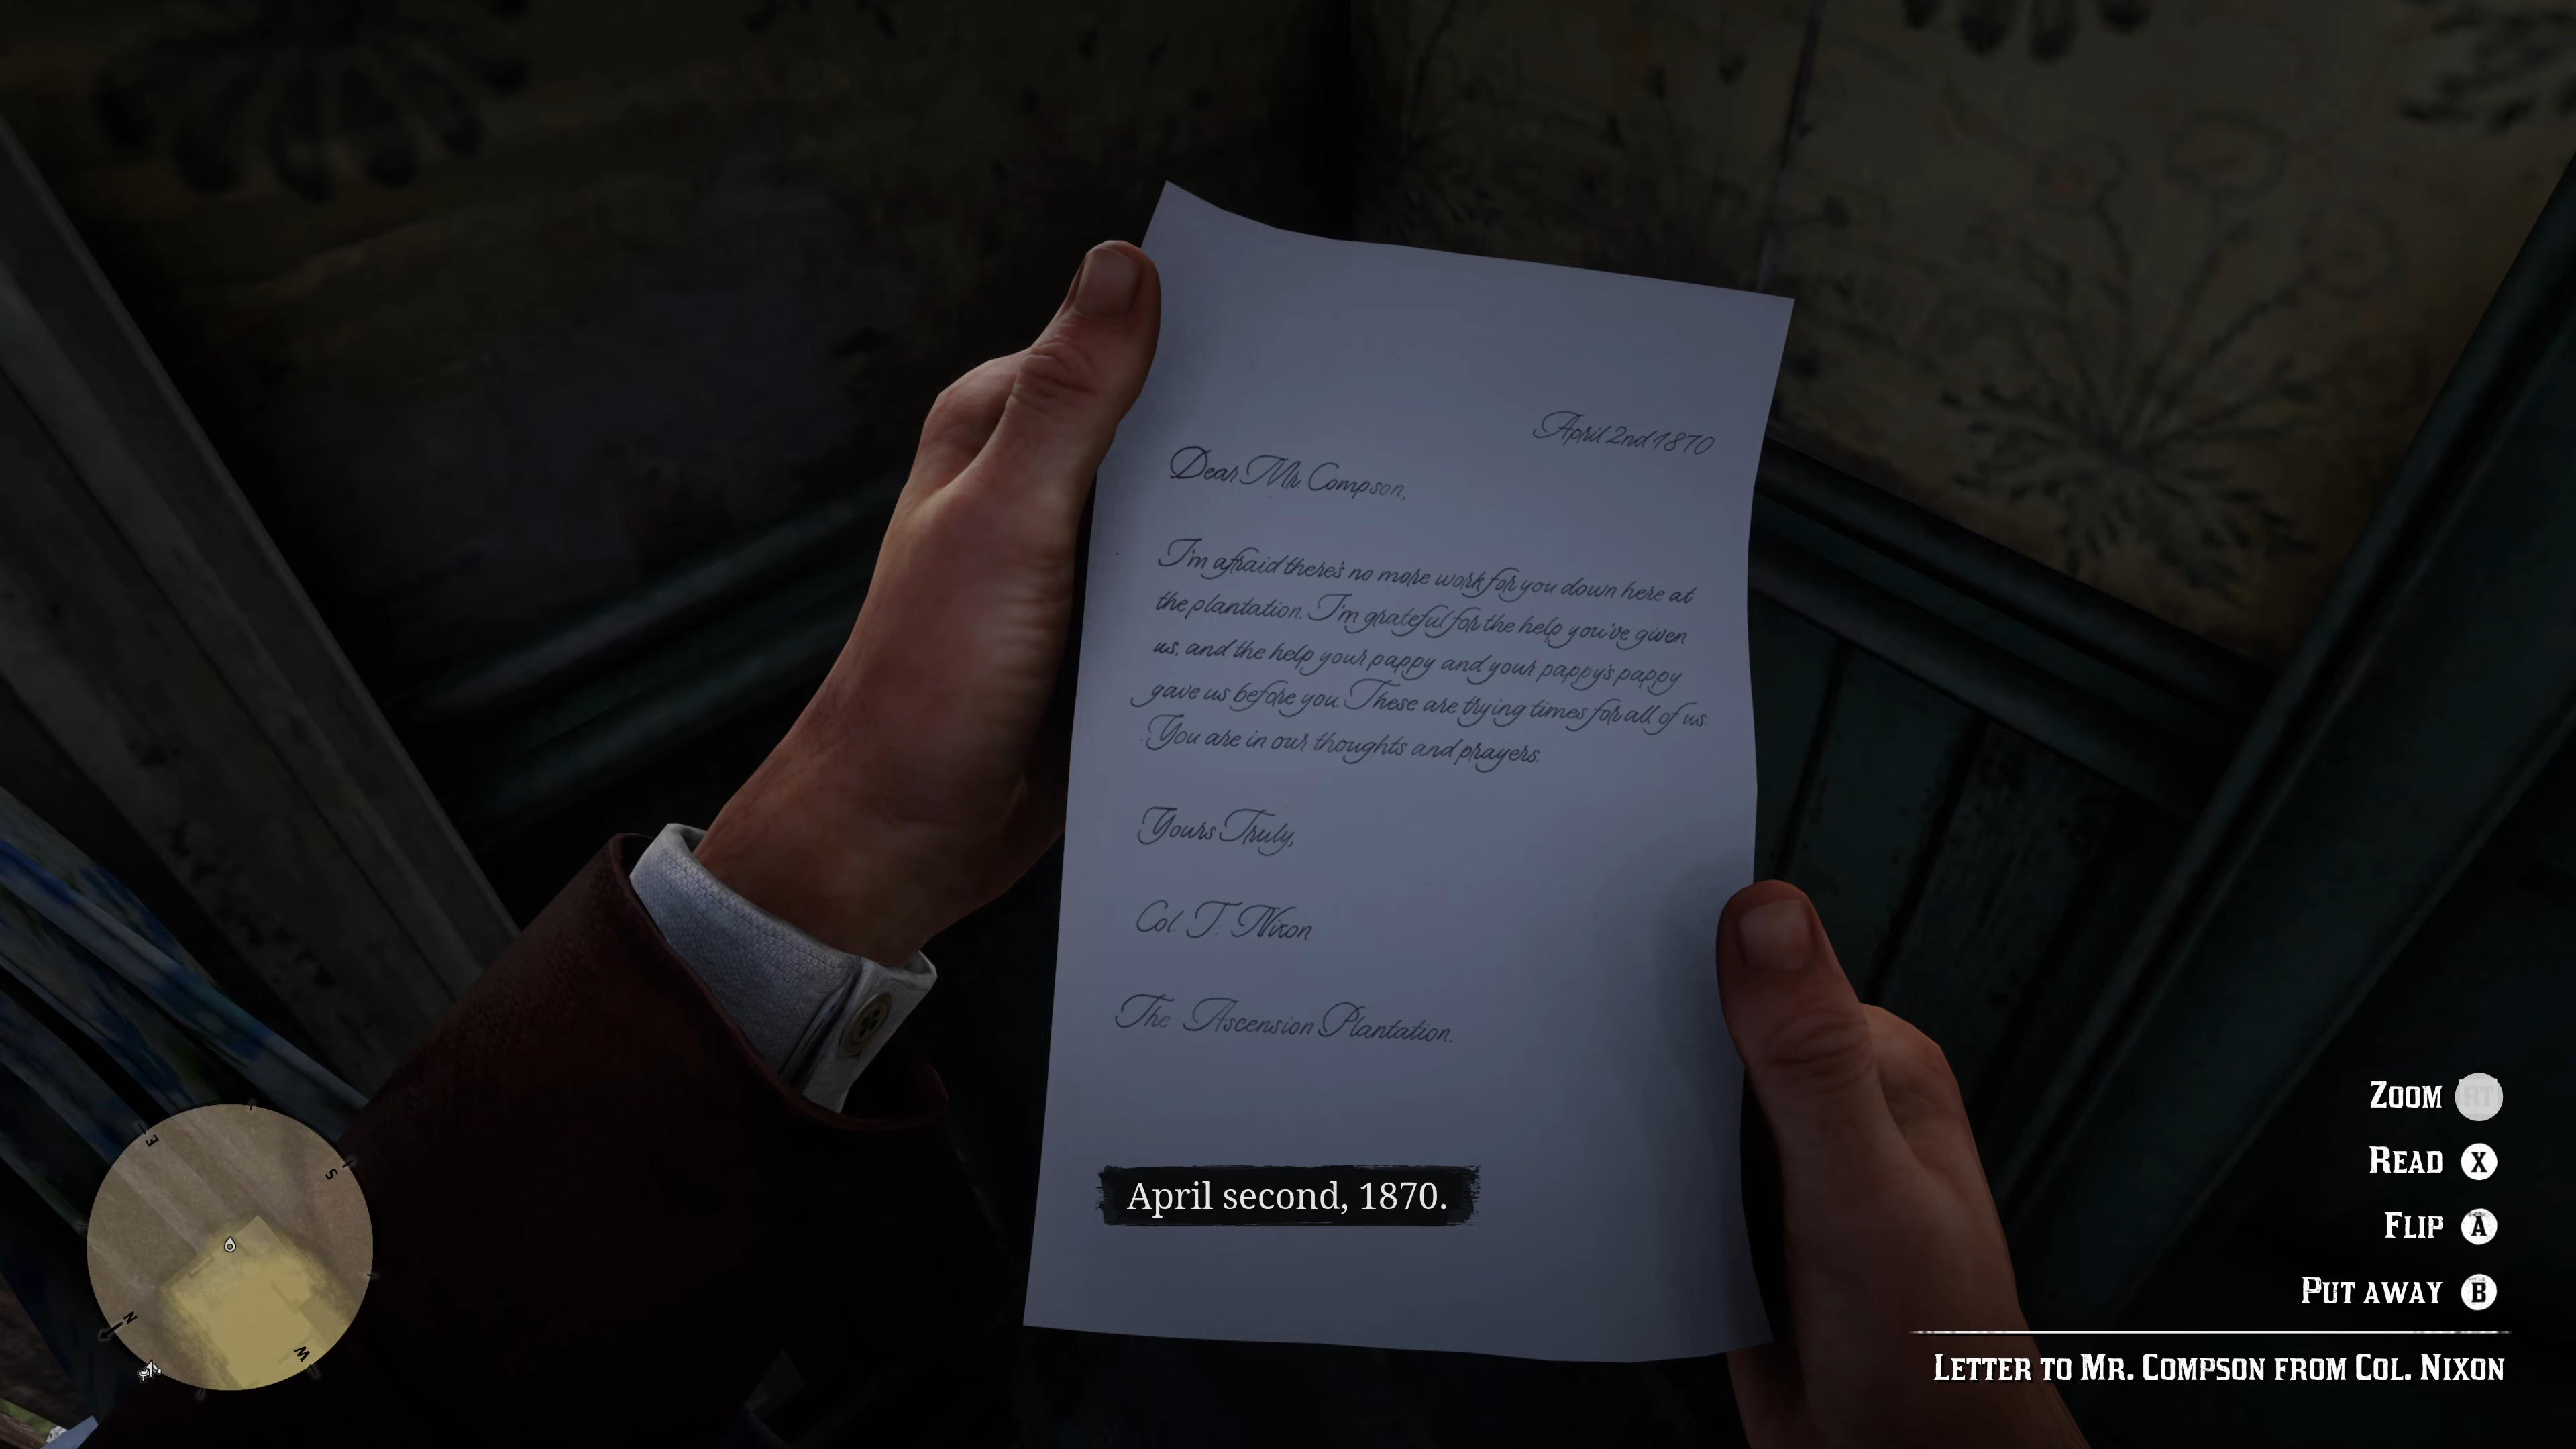 April 2nd 1870
Dear Mr. Compson,
I'm afraid there's no more work for you down here at
the plantation. I'm grateful for the help you've given
us, and the help your pappy and your pappy's pappy
gave us before you. These are trying times for all of us.
You are in our thoughts and prayers.
Yours Truly,
Col. T. Nixon
The Ascension Plantation.
April second, 1870.
E
S
N
W
ZOOM RT
READ X
FLIP A
PUT AWAY B
LETTER TO MR. COMPSON FROM COL. NIXON